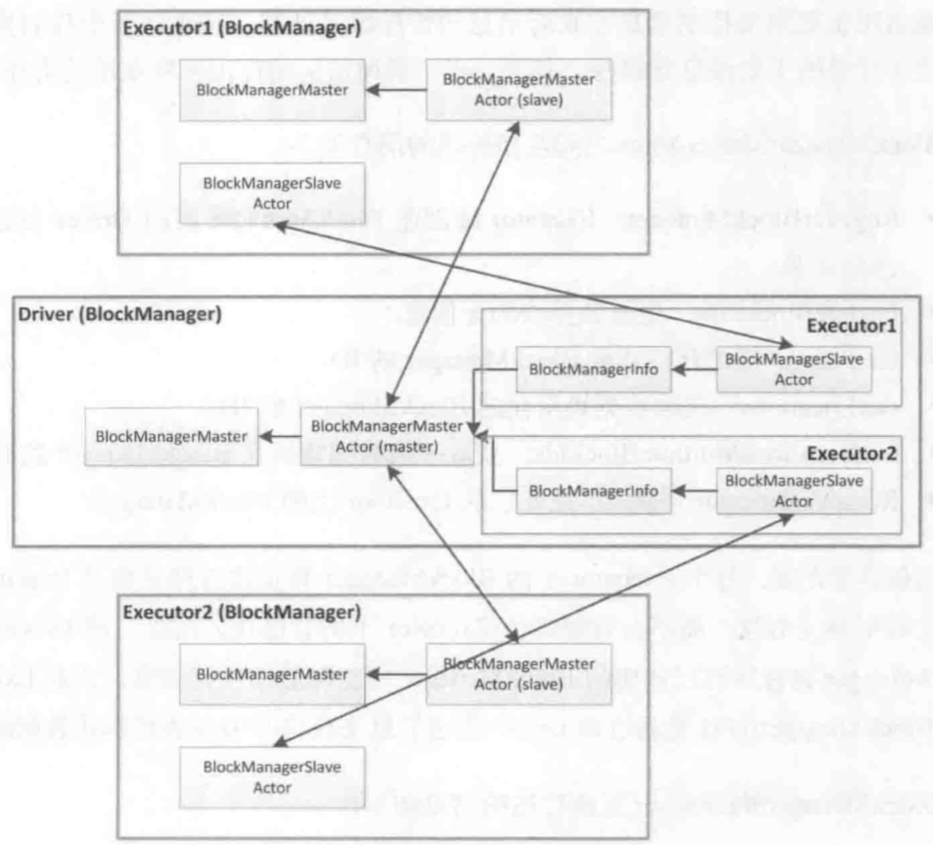 Executor1 (BlockManager)
BlockManagerMaster
BlockManagerMaster
Actor (slave)
BlockManagerSlave
Actor
Driver (BlockManager)
Executor1
BlockManagerInfo
BlockManagerSlave
Actor
BlockManagerMaster
BlockManagerMaster
Actor (master)
Executor2
BlockManagerInfo
BlockManagerSlave
Actor
Executor2 (BlockManager)
BlockManagerMaster
BlockManagerMaster
Actor (slave)
BlockManagerSlave
Actor